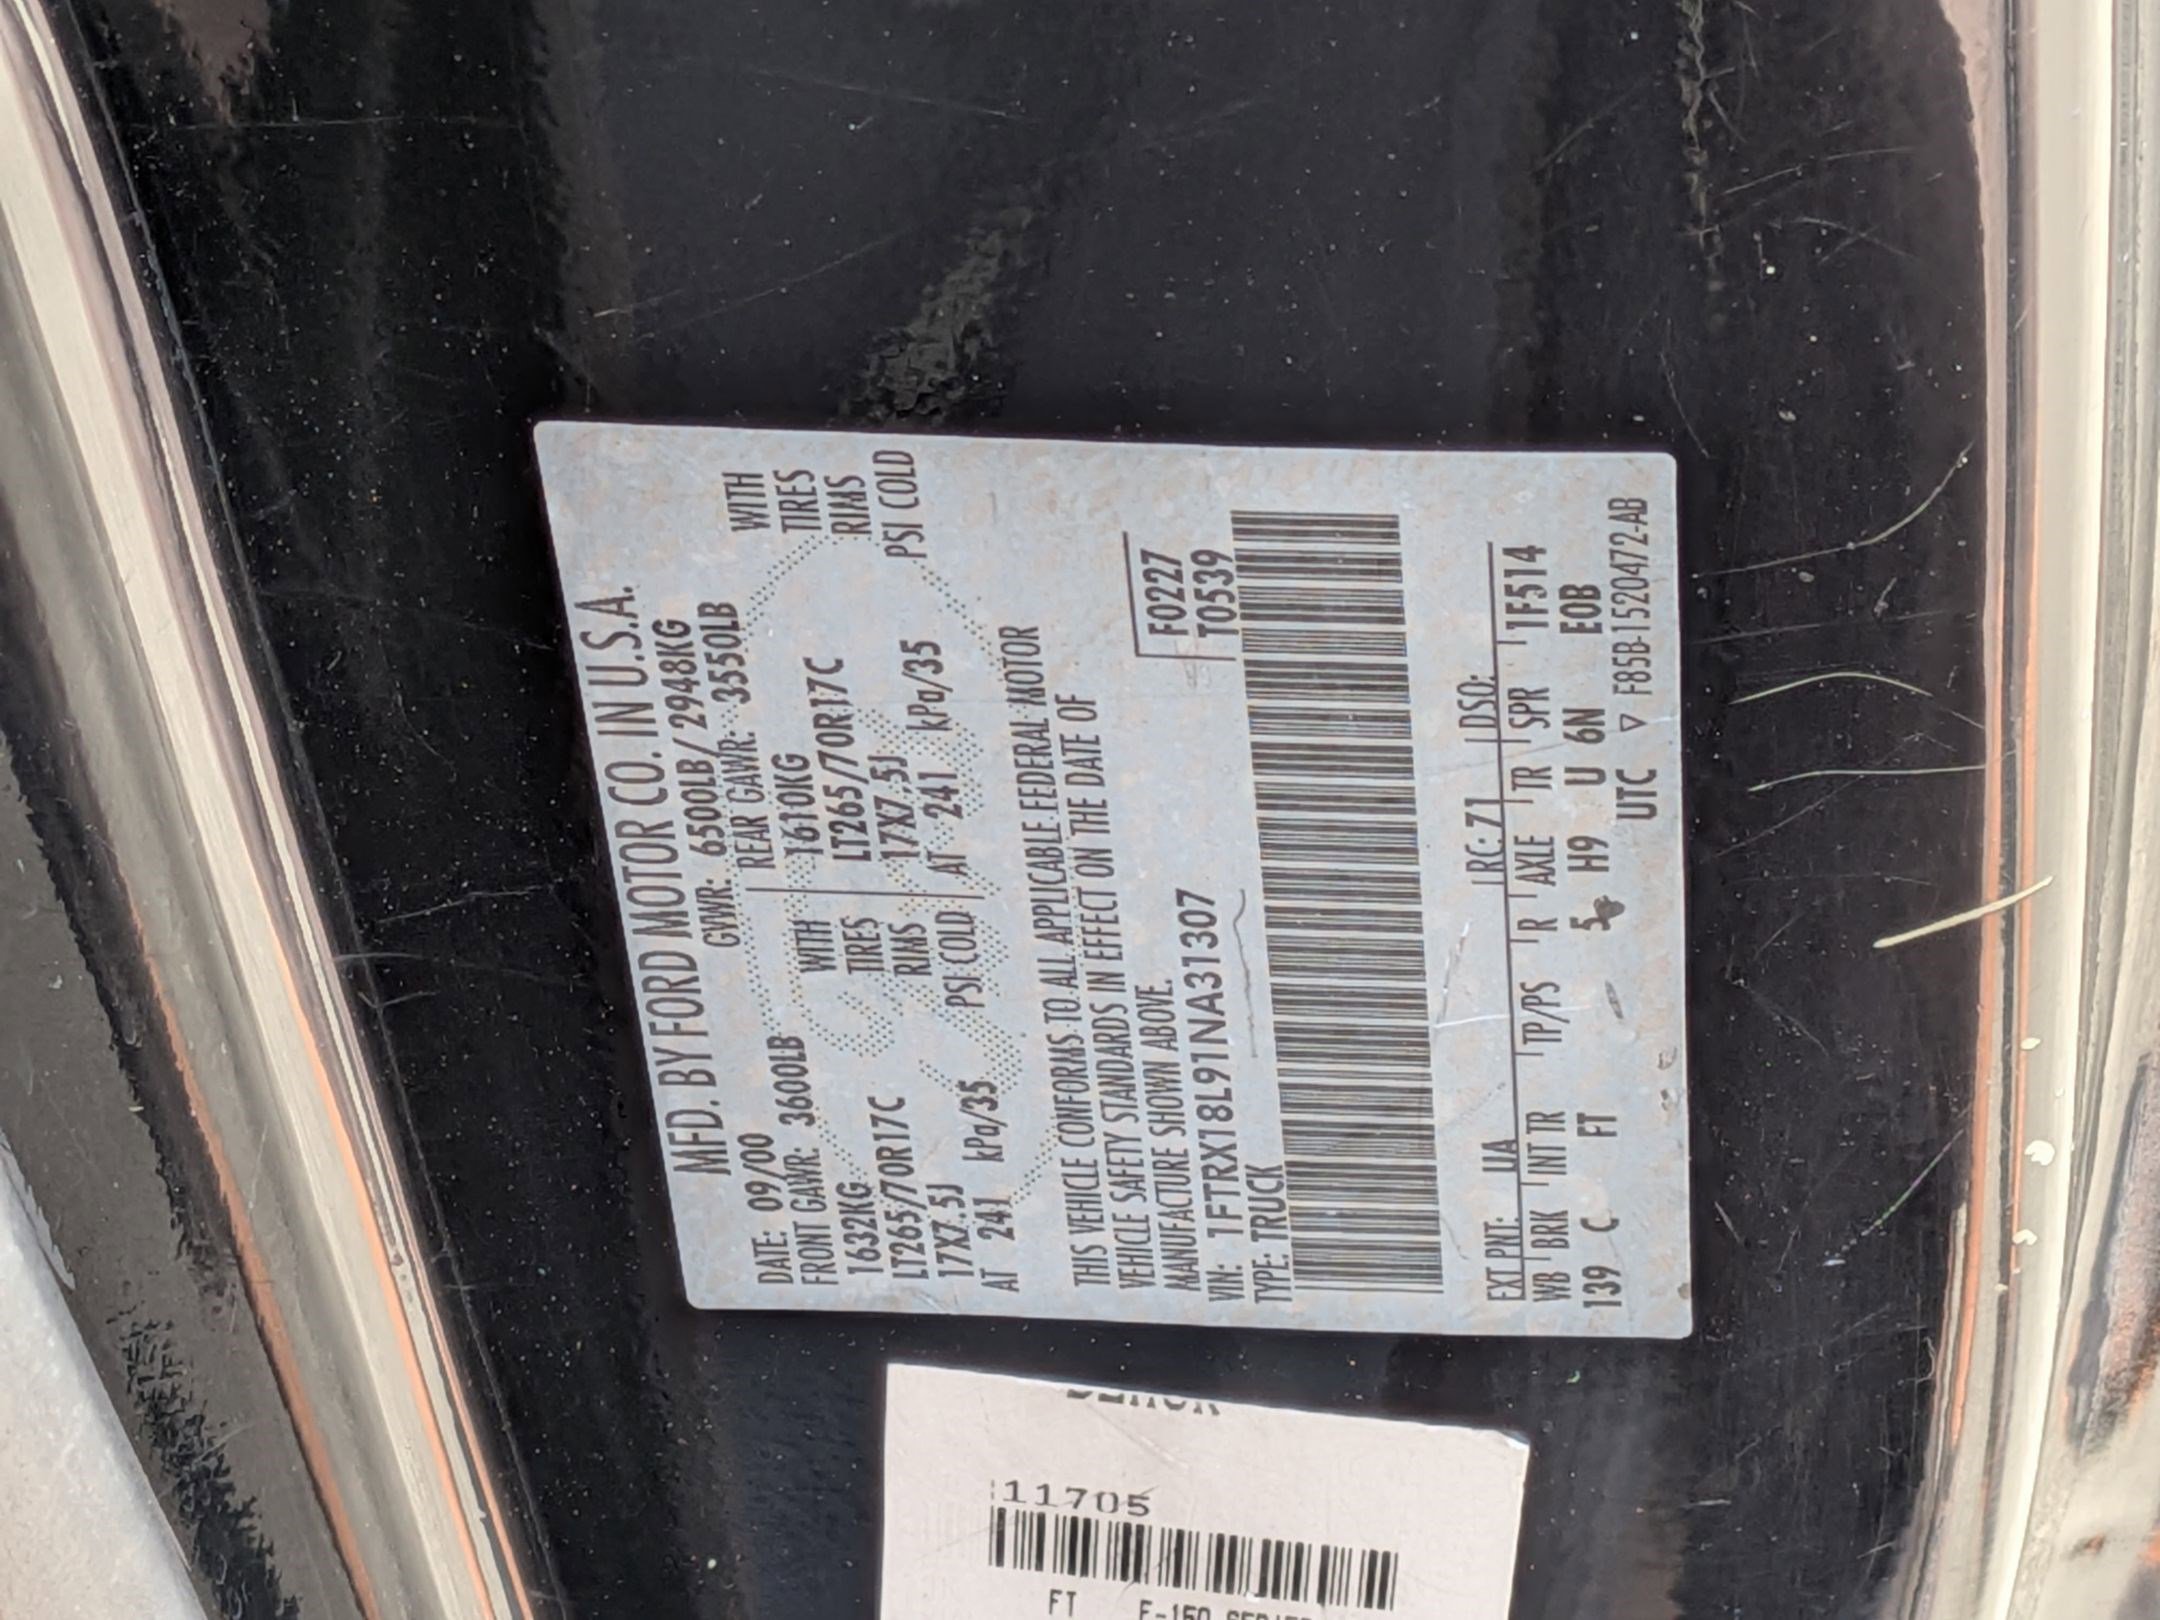 MFD. BY FORD MOTOR CO. IN U.S.A.
DATE: 09/00 GVWR: 6500LB/ 2948KG
FRONT GAWR: 3600LB REAR GAWR: 3550LB
1632KG WITH 1610KG WITH
LT265/70R17C TIRES LT265/70R17C TIRES
17X7.5J RIMS 17X7.5J RIMS
AT 241 kPa/35 PSI COLD AT 241 kPa/35 PSI COLD
THIS VEHICLE CONFORMS TO ALL APPLICABLE FEDERAL MOTOR
VEHICLE SAFETY STANDARDS IN EFFECT ON THE DATE OF
MANUFACTURE SHOWN ABOVE.
VIN: 1FTRX18L91NA31307 F0227
TYPE: TRUCK T0539
EXT PNT: UA RC: 71 DSO:
WB BRK INT TR TP/PS R AXLE TR SPR 1F514
139 C FT 5 H9 U 6N E0B
UTC ▽ F85B-1520472-AB
11705
FT F-150